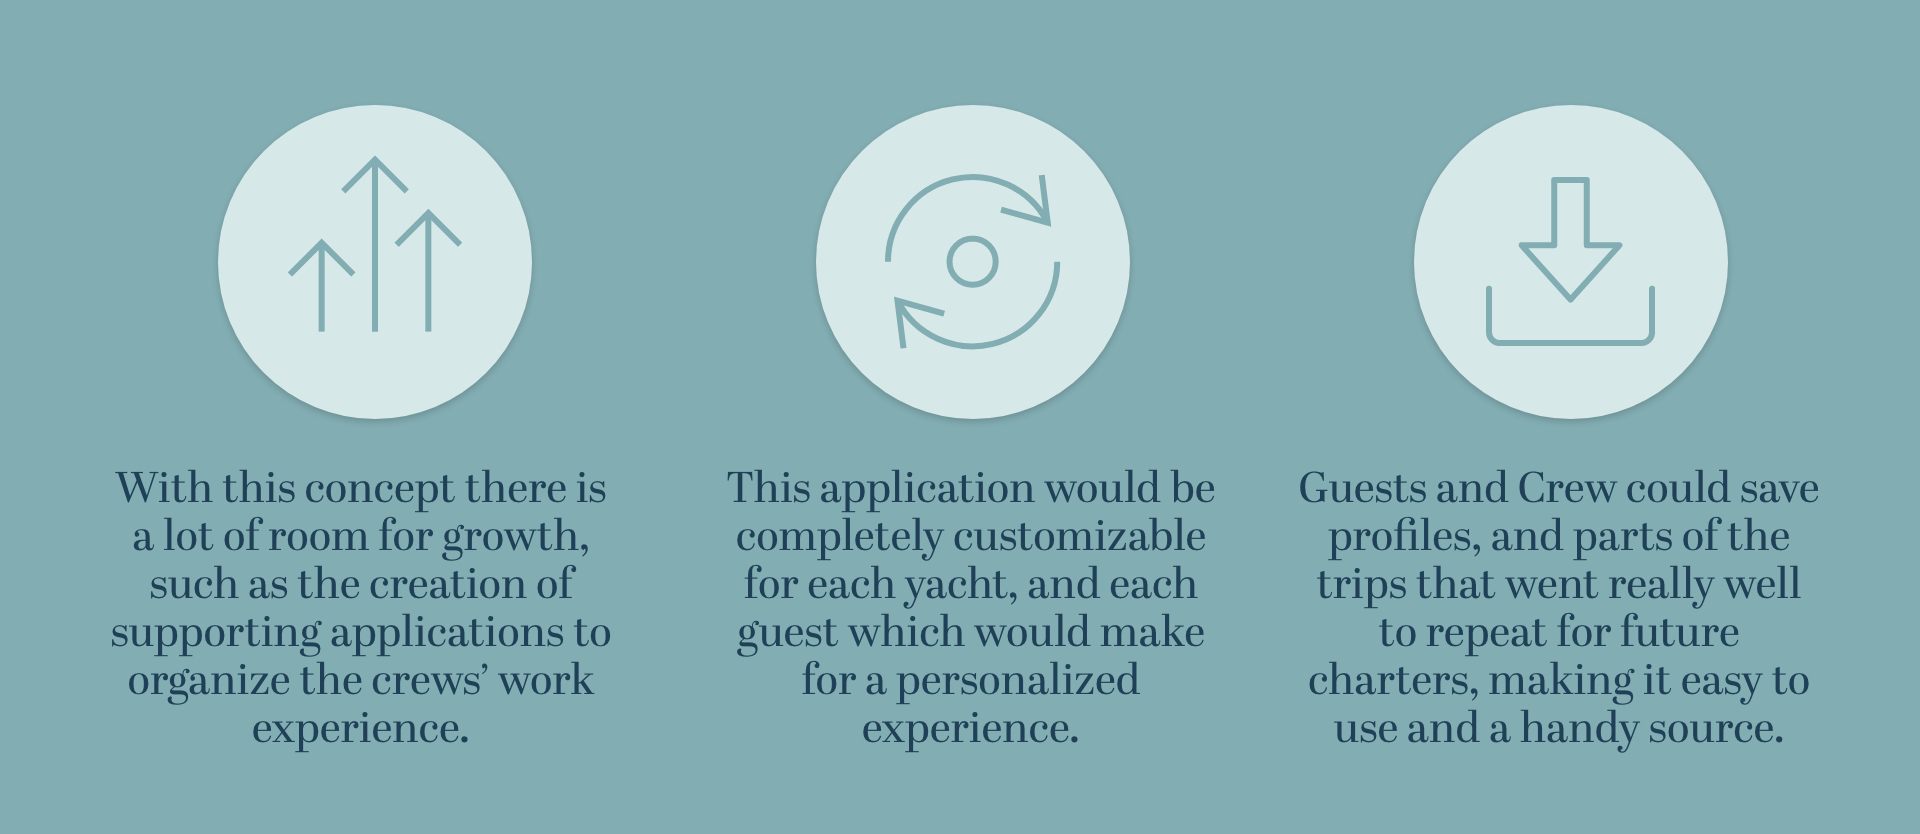 With this concept there is
a lot of room for growth,
such as the creation of
supporting applications to
organize the crews’ work
experience.
This application would be
completely customizable
for each yacht, and each
guest which would make
for a personalized
experience.
Guests and Crew could save
profiles, and parts of the
trips that went really well
to repeat for future
charters, making it easy to
use and a handy source.